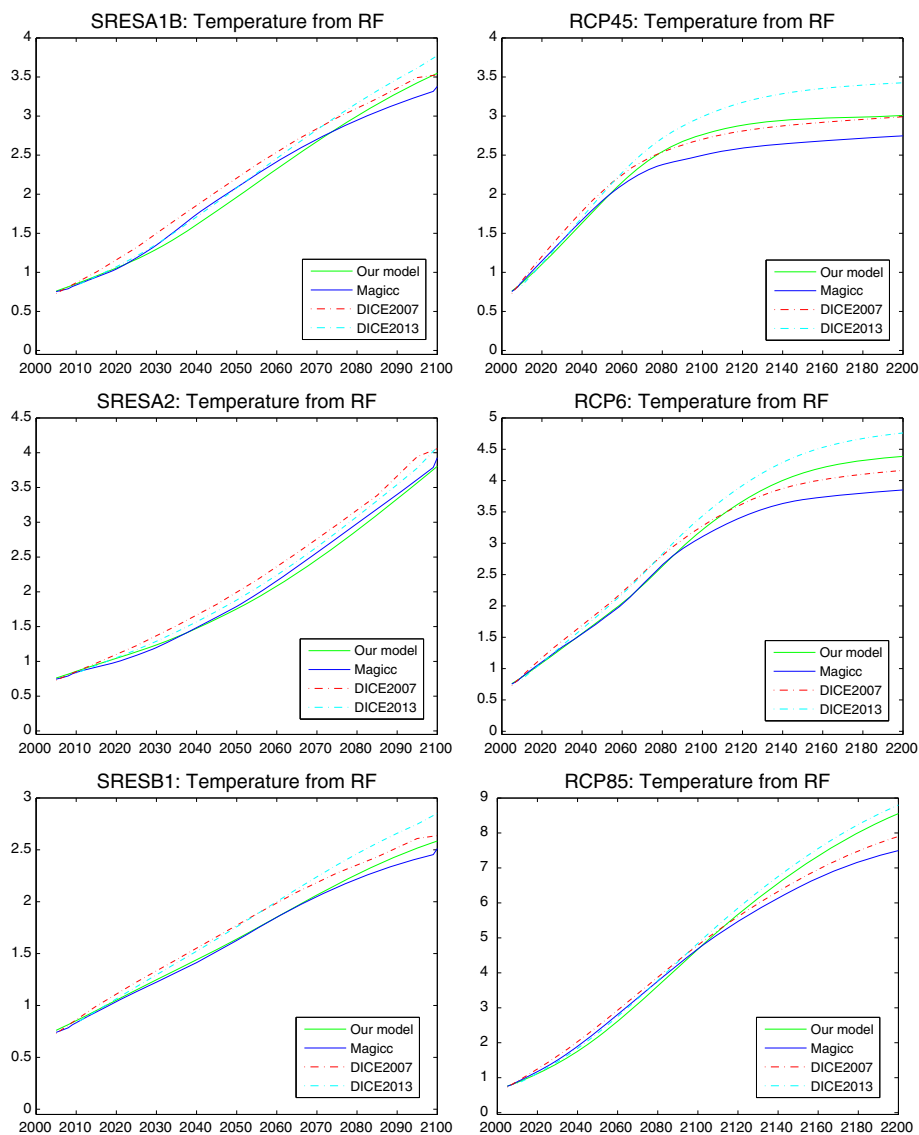 SRESA1B: Temperature from RF
4
3.5
3
2.5
2
1.5
1
0.5
0
2000 2010 2020 2030 2040 2050 2060 2070 2080 2090 2100
Our model
Magicc
DICE2007
DICE2013
RCP45: Temperature from RF
4
3.5
3
2.5
2
1.5
1
0.5
0
2000 2020 2040 2060 2080 2100 2120 2140 2160 2180 2200
Our model
Magicc
DICE2007
DICE2013
SRESA2: Temperature from RF
4.5
4
3.5
3
2.5
2
1.5
1
0.5
0
2000 2010 2020 2030 2040 2050 2060 2070 2080 2090 2100
Our model
Magicc
DICE2007
DICE2013
RCP6: Temperature from RF
5
4.5
4
3.5
3
2.5
2
1.5
1
0.5
0
2000 2020 2040 2060 2080 2100 2120 2140 2160 2180 2200
Our model
Magicc
DICE2007
DICE2013
SRESB1: Temperature from RF
3
2.5
2
1.5
1
0.5
0
2000 2010 2020 2030 2040 2050 2060 2070 2080 2090 2100
Our model
Magicc
DICE2007
DICE2013
RCP85: Temperature from RF
9
8
7
6
5
4
3
2
1
0
2000 2020 2040 2060 2080 2100 2120 2140 2160 2180 2200
Our model
Magicc
DICE2007
DICE2013